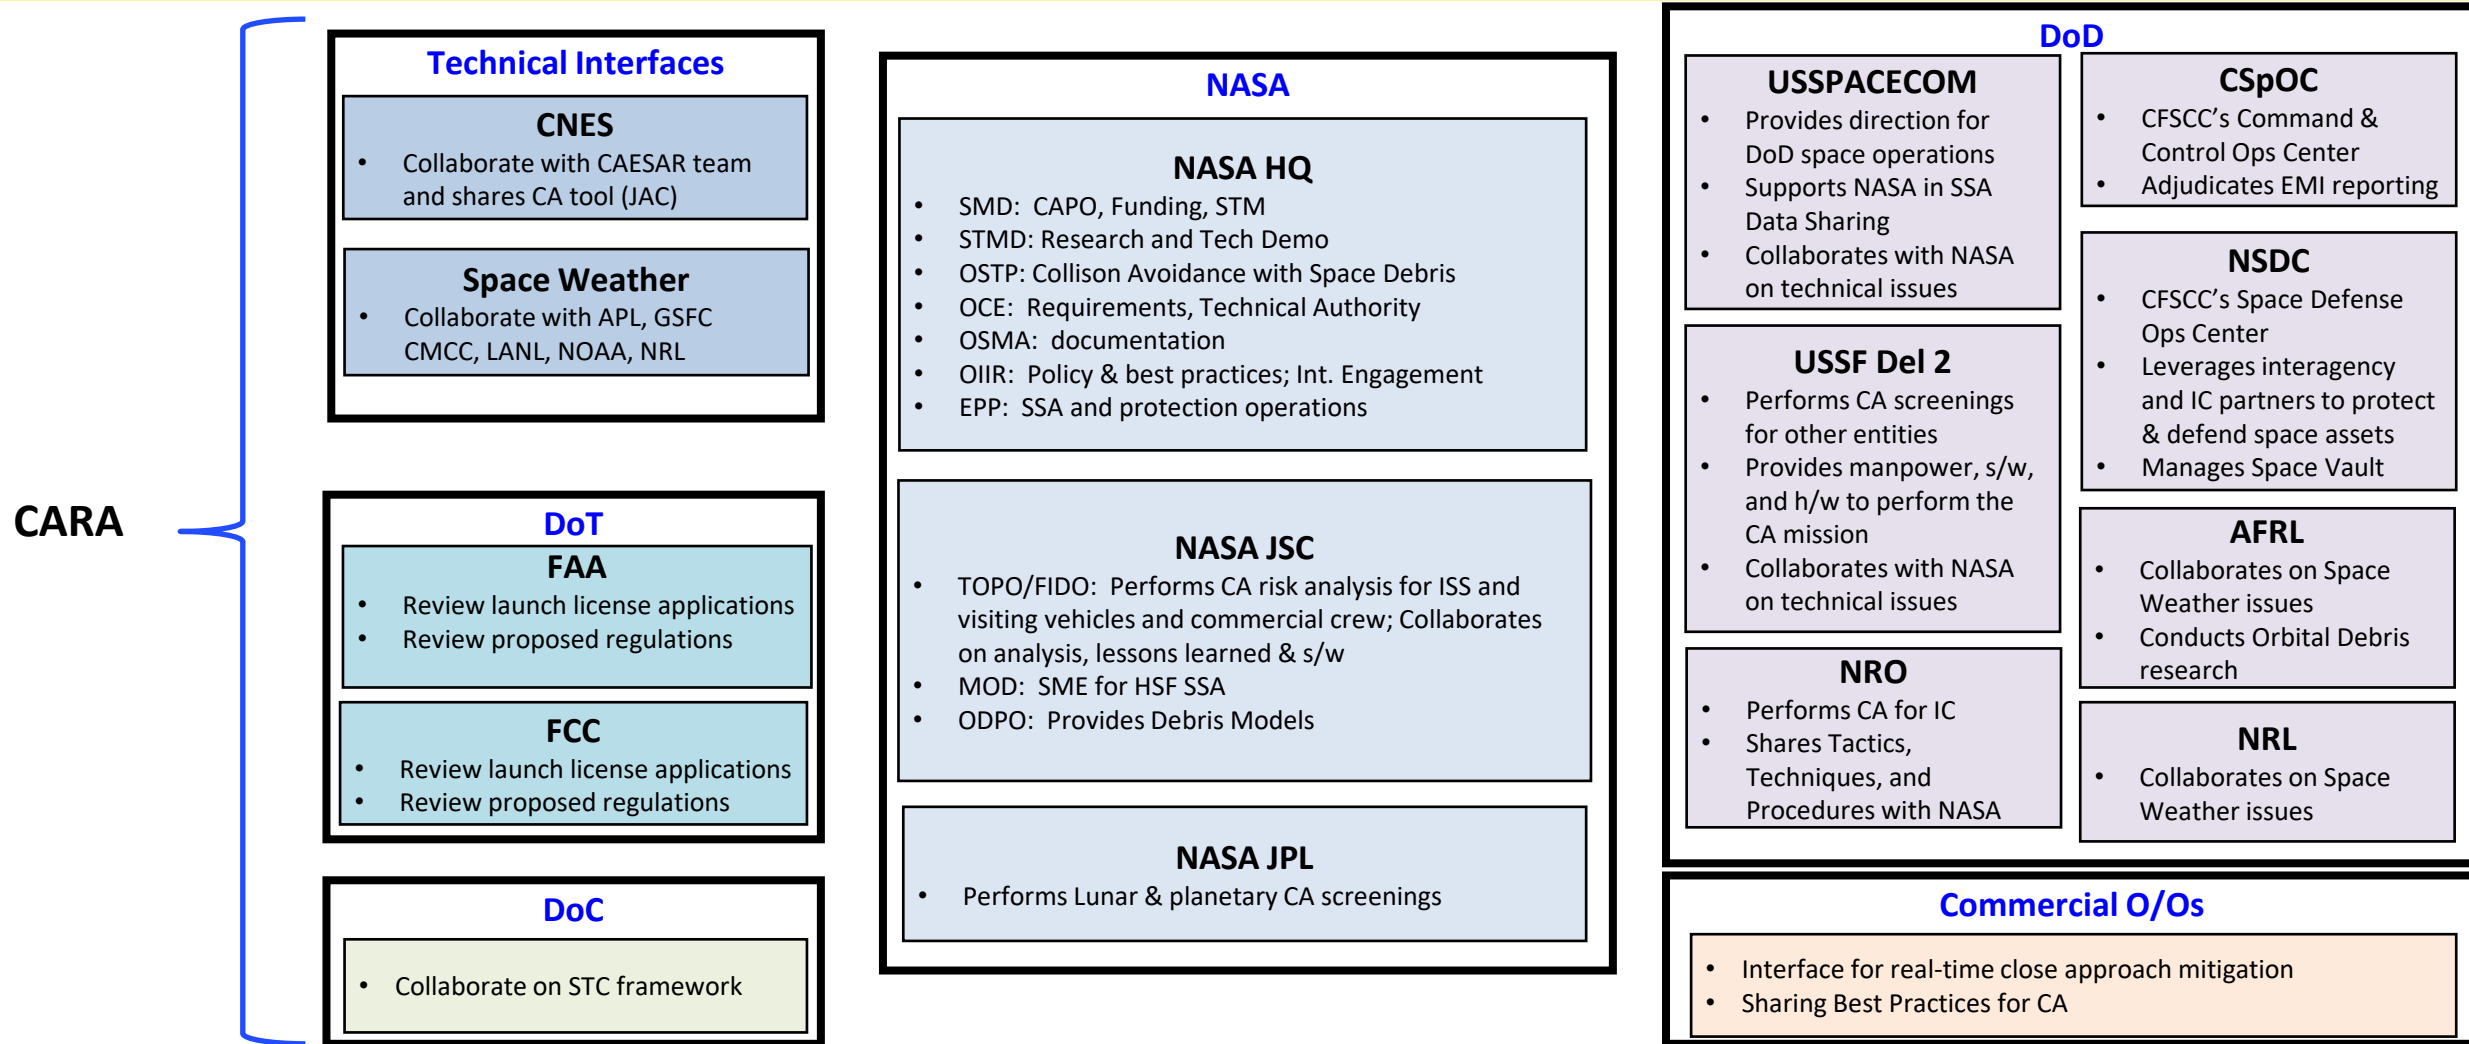 CARA
Technical Interfaces
CNES
• Collaborate with CAESAR team
and shares CA tool (JAC)
Space Weather
• Collaborate with APL, GSFC
CMCC, LANL, NOAA, NRL
DoT
FAA
• Review launch license applications
• Review proposed regulations
FCC
• Review launch license applications
• Review proposed regulations
DoC
• Collaborate on STC framework
NASA
NASA HQ
• SMD: CAPO, Funding, STM
• STMD: Research and Tech Demo
• OSTP: Collison Avoidance with Space Debris
• OCE: Requirements, Technical Authority
• OSMA: documentation
• OIIR: Policy & best practices; Int. Engagement
• EPP: SSA and protection operations
NASA JSC
• TOPO/FIDO: Performs CA risk analysis for ISS and
visiting vehicles and commercial crew; Collaborates
on analysis, lessons learned & s/w
• MOD: SME for HSF SSA
• ODPO: Provides Debris Models
NASA JPL
• Performs Lunar & planetary CA screenings
DoD
USSPACECOM
• Provides direction for
DoD space operations
• Supports NASA in SSA
Data Sharing
• Collaborates with NASA
on technical issues
USSF Del 2
• Performs CA screenings
for other entities
• Provides manpower, s/w,
and h/w to perform the
CA mission
• Collaborates with NASA
on technical issues
NRO
• Performs CA for IC
• Shares Tactics,
Techniques, and
Procedures with NASA
CSpOC
• CFSCC’s Command &
Control Ops Center
• Adjudicates EMI reporting
NSDC
• CFSCC’s Space Defense
Ops Center
• Leverages interagency
and IC partners to protect
& defend space assets
• Manages Space Vault
AFRL
• Collaborates on Space
Weather issues
• Conducts Orbital Debris
research
NRL
• Collaborates on Space
Weather issues
Commercial O/Os
• Interface for real-time close approach mitigation
• Sharing Best Practices for CA